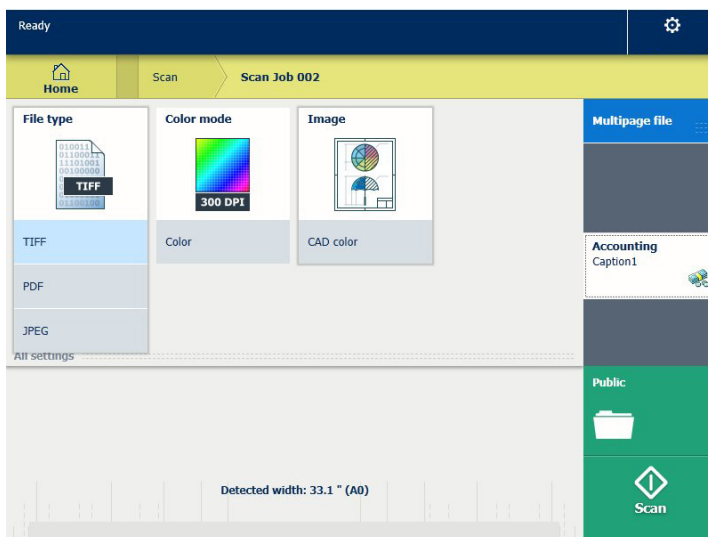 Ready
Home
Scan
Scan Job 002
File type
Color mode
Image
Multipage file
TIFF
300 DPI
TIFF
Color
CAD color
Accounting
Caption1
PDF
JPEG
All settings
Public
Detected width: 33.1 " (A0)
Scan